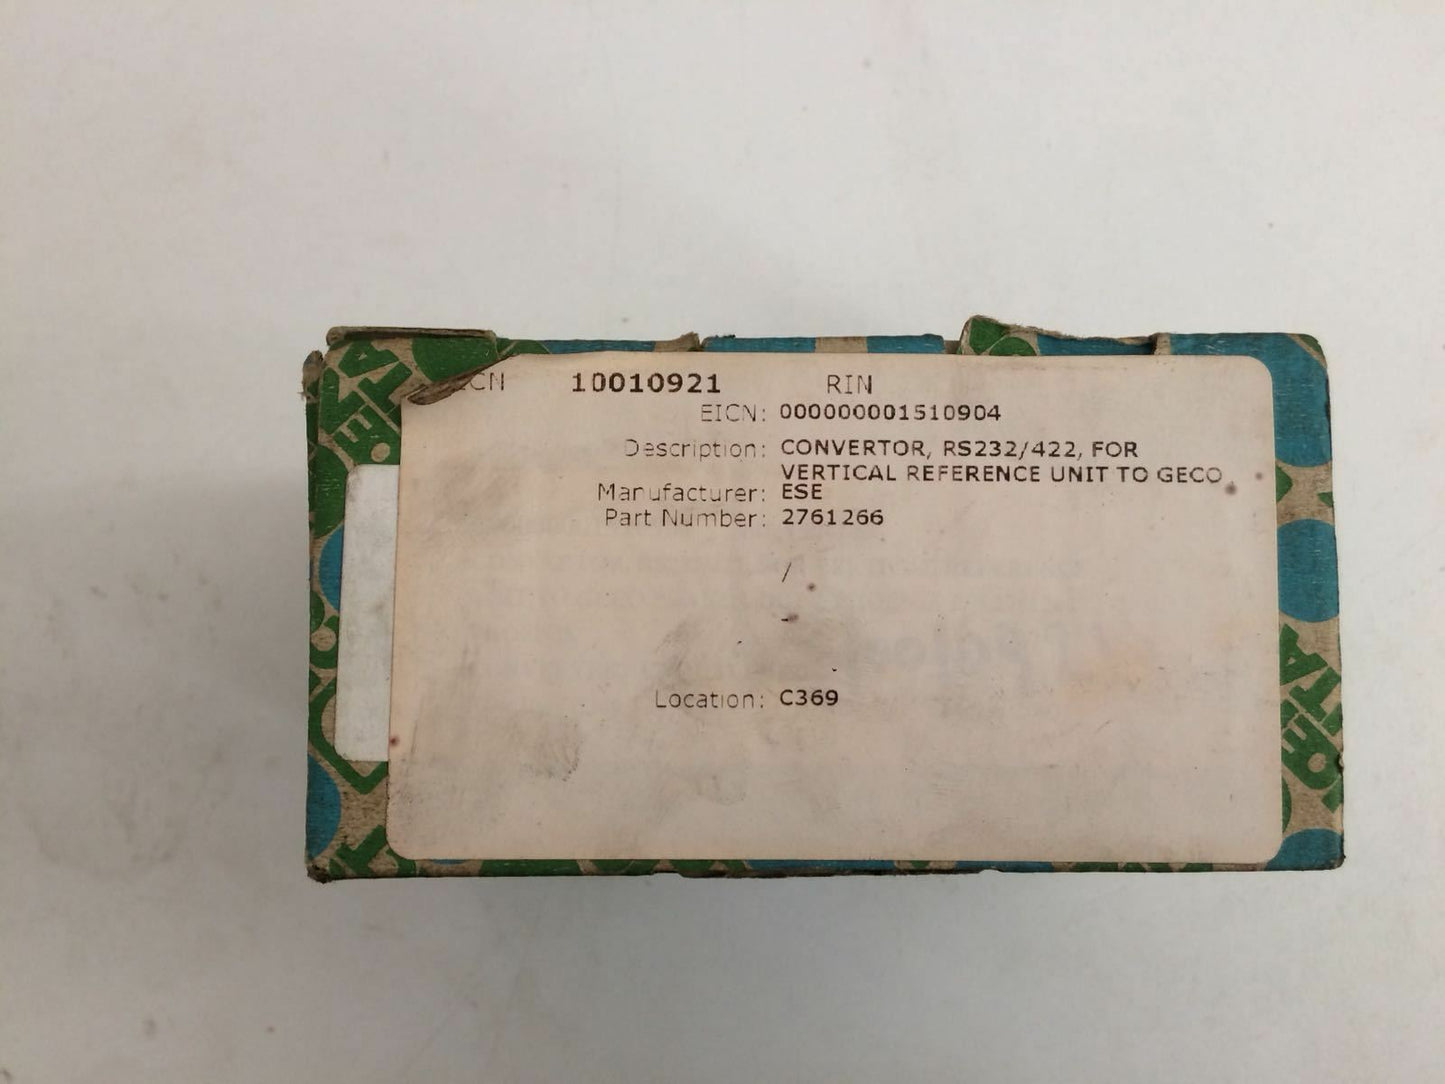 10010921 RIN
EICN: 000000001510904
Description: CONVERTOR, RS232/422, FOR
VERTICAL REFERENCE UNIT TO GECO
Manufacturer: ESE
Part Number: 2761266
/
-
Location: C369